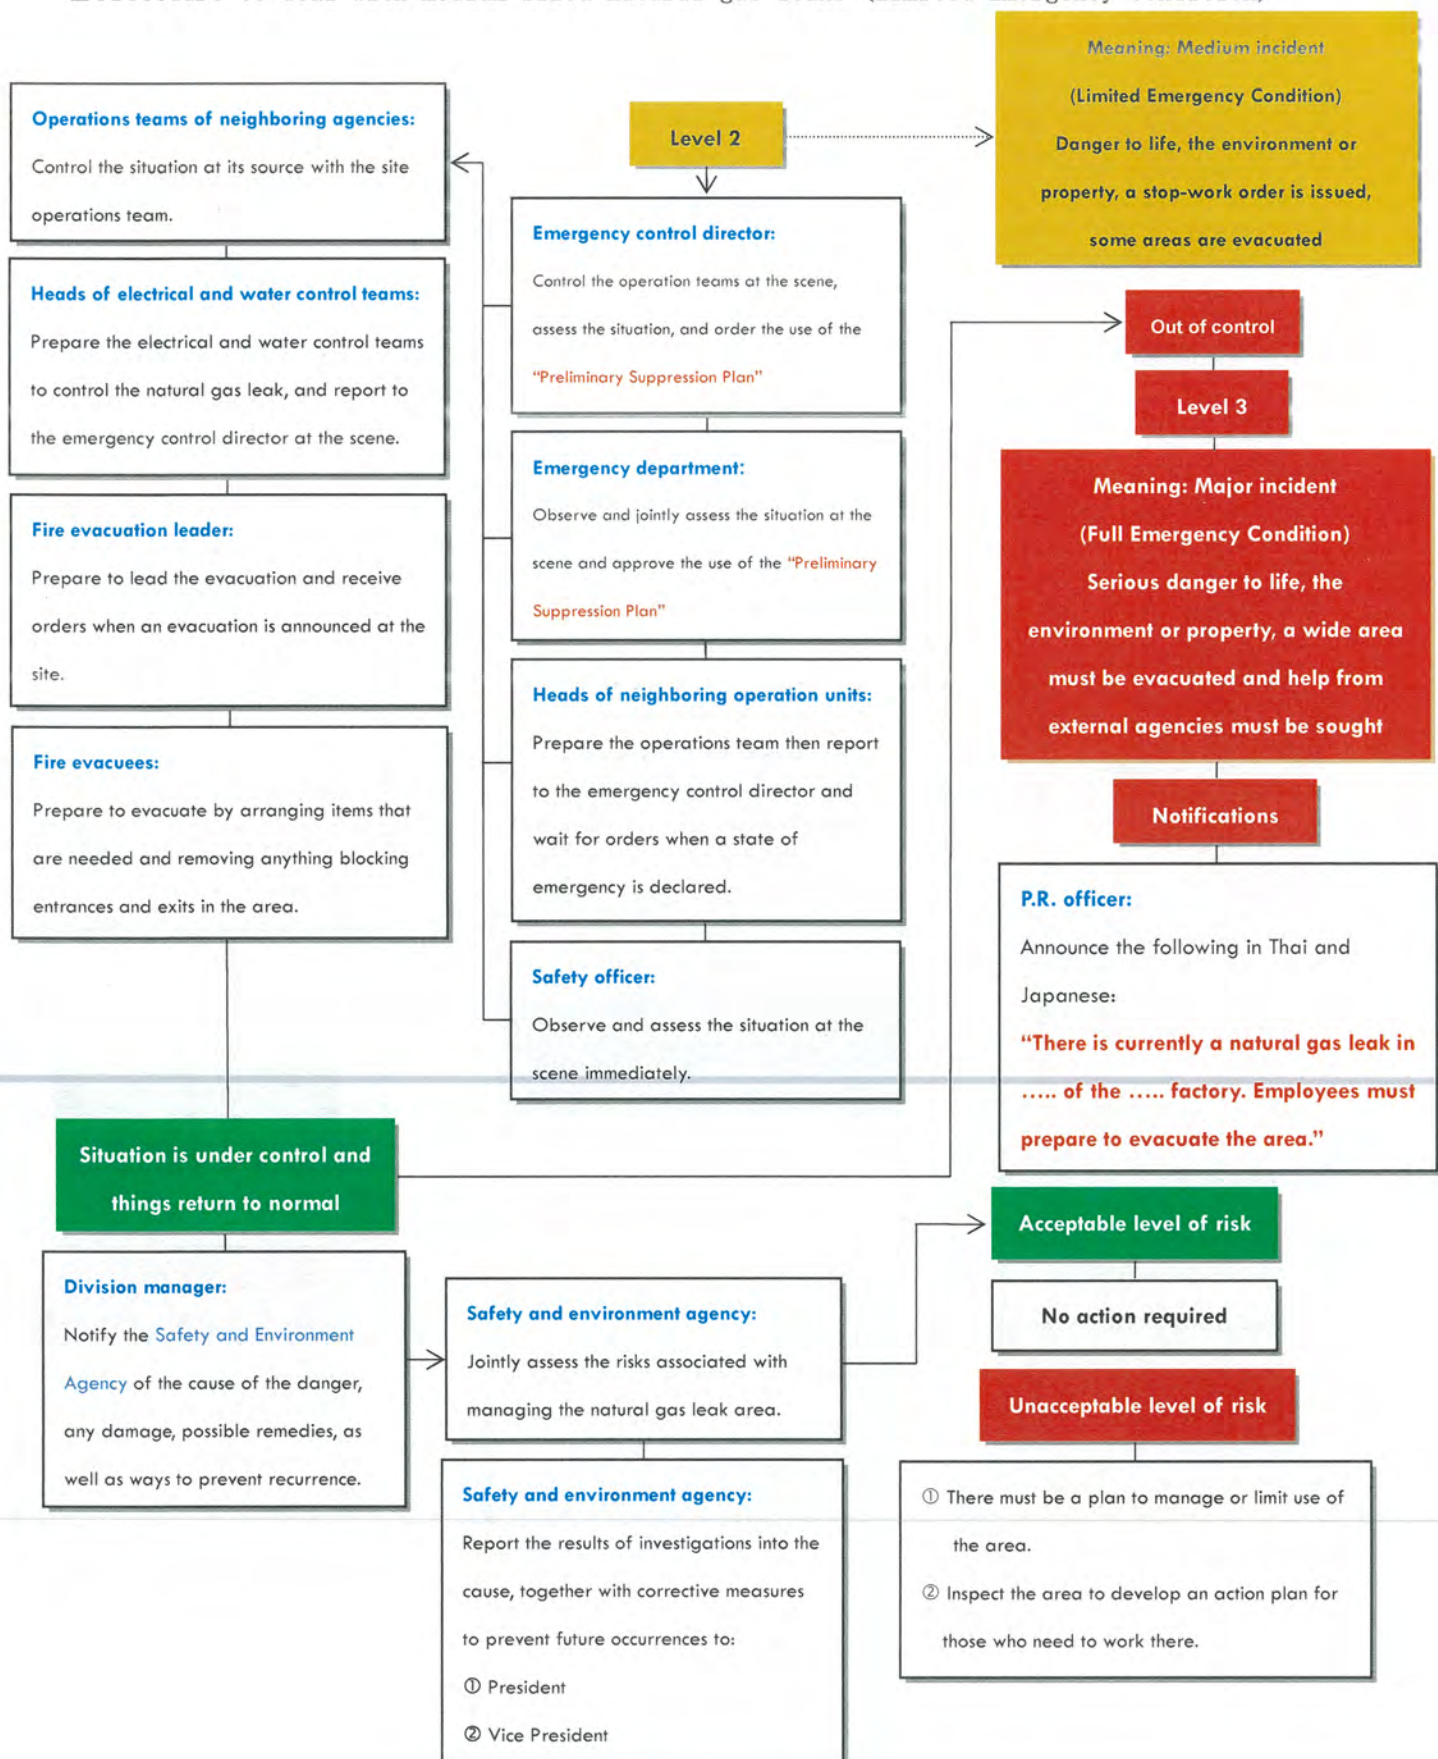 Procedure to deal with medium-sized natural gas leaks (Limited Emergency Condition)
Level 2
Meaning: Medium incident
(Limited Emergency Condition)
Danger to life, the environment or
property, a stop-work order is issued,
some areas are evacuated
Emergency control director:
Control the operation teams at the scene,
assess the situation, and order the use of the
“Preliminary Suppression Plan”
Emergency department:
Observe and jointly assess the situation at the
scene and approve the use of the “Preliminary
Suppression Plan”
Heads of neighboring operation units:
Prepare the operations team then report
to the emergency control director and
wait for orders when a state of
emergency is declared.
Safety officer:
Observe and assess the situation at the
scene immediately.
Operations teams of neighboring agencies:
Control the situation at its source with the site
operations team.
Heads of electrical and water control teams:
Prepare the electrical and water control teams
to control the natural gas leak, and report to
the emergency control director at the scene.
Fire evacuation leader:
Prepare to lead the evacuation and receive
orders when an evacuation is announced at the
site.
Fire evacuees:
Prepare to evacuate by arranging items that
are needed and removing anything blocking
entrances and exits in the area.
Situation is under control and
things return to normal
Out of control
Level 3
Meaning: Major incident
(Full Emergency Condition)
Serious danger to life, the
environment or property, a wide area
must be evacuated and help from
external agencies must be sought
Notifications
P.R. officer:
Announce the following in Thai and
Japanese:
“There is currently a natural gas leak in
..... of the ..... factory. Employees must
prepare to evacuate the area.”
Division manager:
Notify the Safety and Environment
Agency of the cause of the danger,
any damage, possible remedies, as
well as ways to prevent recurrence.
Safety and environment agency:
Jointly assess the risks associated with
managing the natural gas leak area.
Safety and environment agency:
Report the results of investigations into the
cause, together with corrective measures
to prevent future occurrences to:
① President
② Vice President
Acceptable level of risk
No action required
Unacceptable level of risk
① There must be a plan to manage or limit use of
the area.
② Inspect the area to develop an action plan for
those who need to work there.